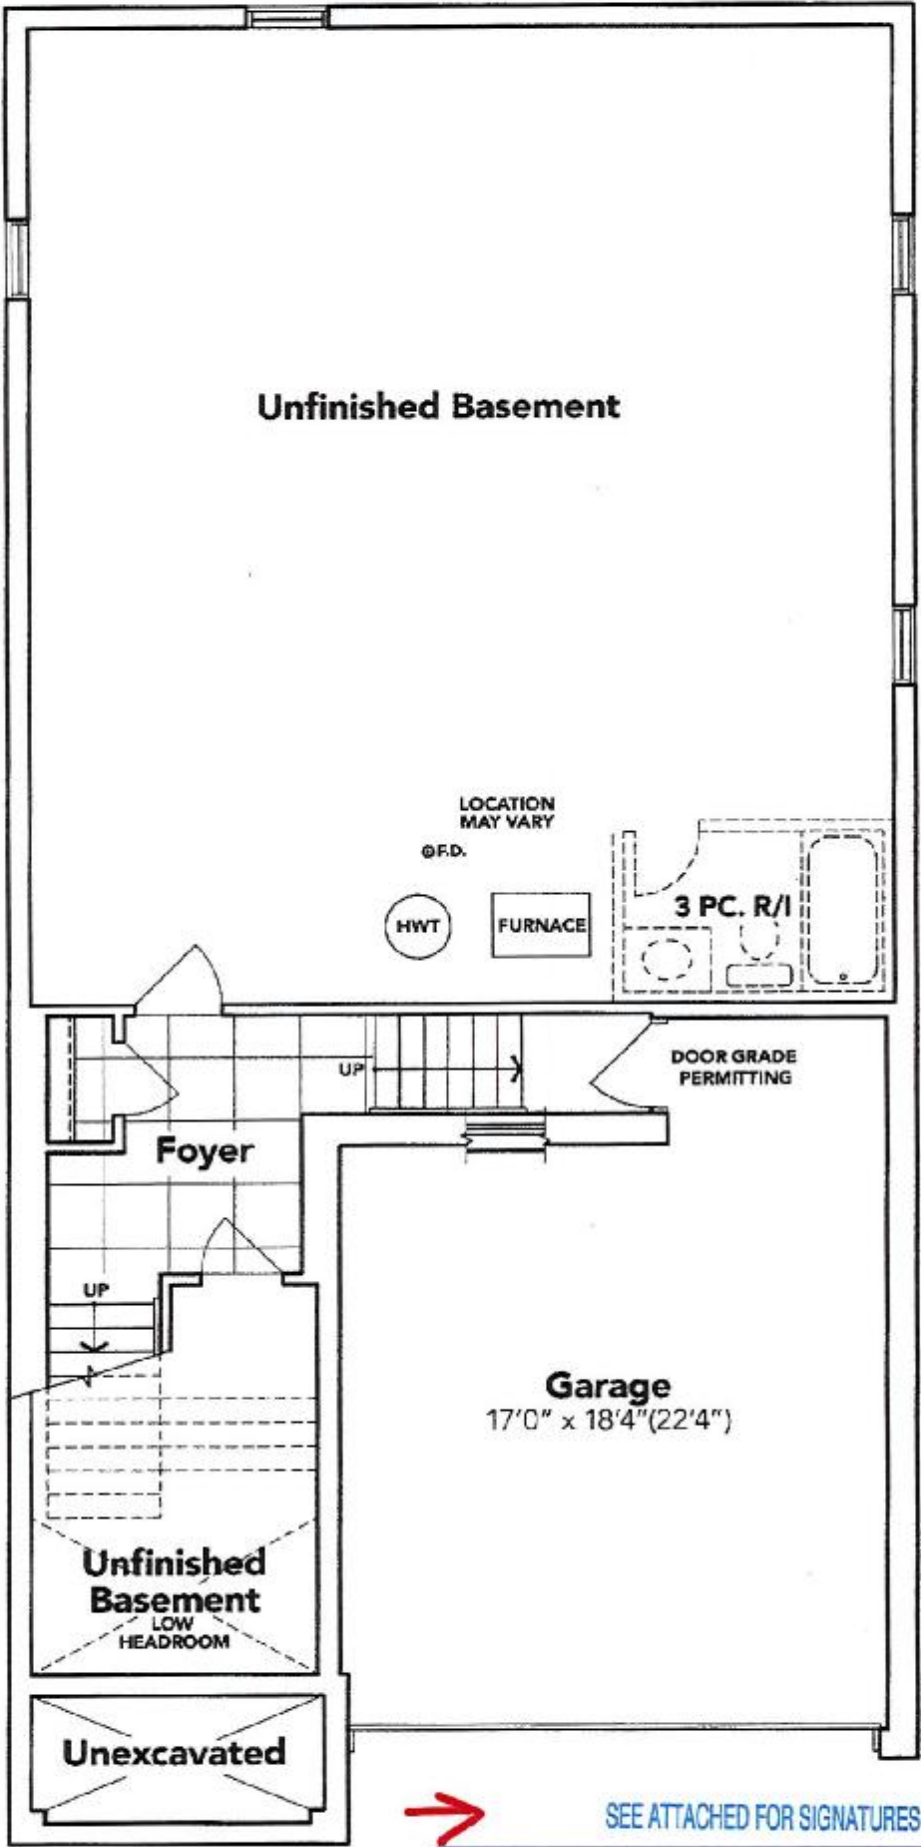 Unfinished Basement
LOCATION
MAY VARY
F.D.
HWT
FURNACE
3 PC. R/I
UP
DOOR GRADE
PERMITTING
Foyer
UP
Garage
17'0" x 18'4"(22'4")
Unfinished
Basement
LOW
HEADROOM
Unexcavated
SEE ATTACHED FOR SIGNATURES